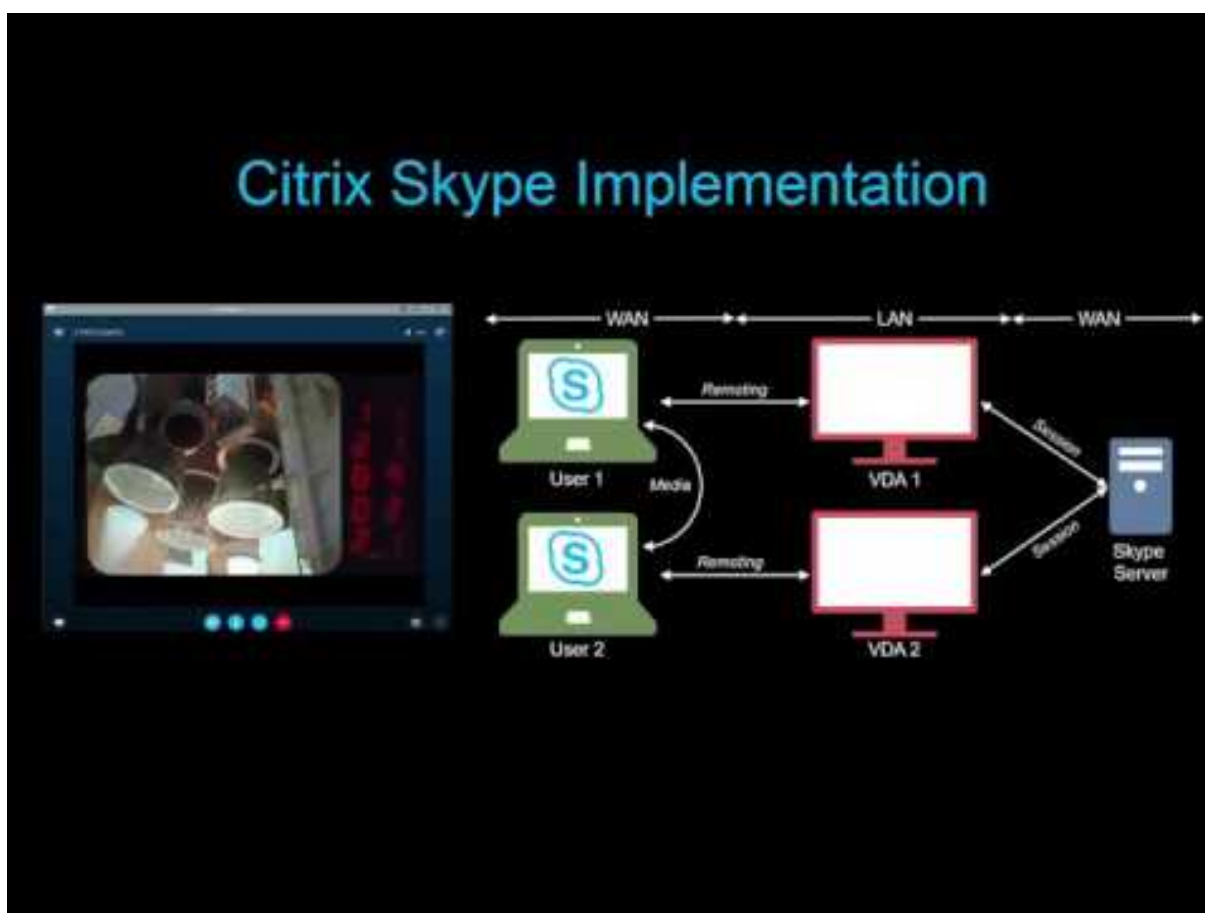 Citrix Skype Implementation
WAN
LAN
WAN
S
Remoting
Session
User 1
Media
VDA 1
S
Remoting
Session
Skype
Server
User 2
VDA 2